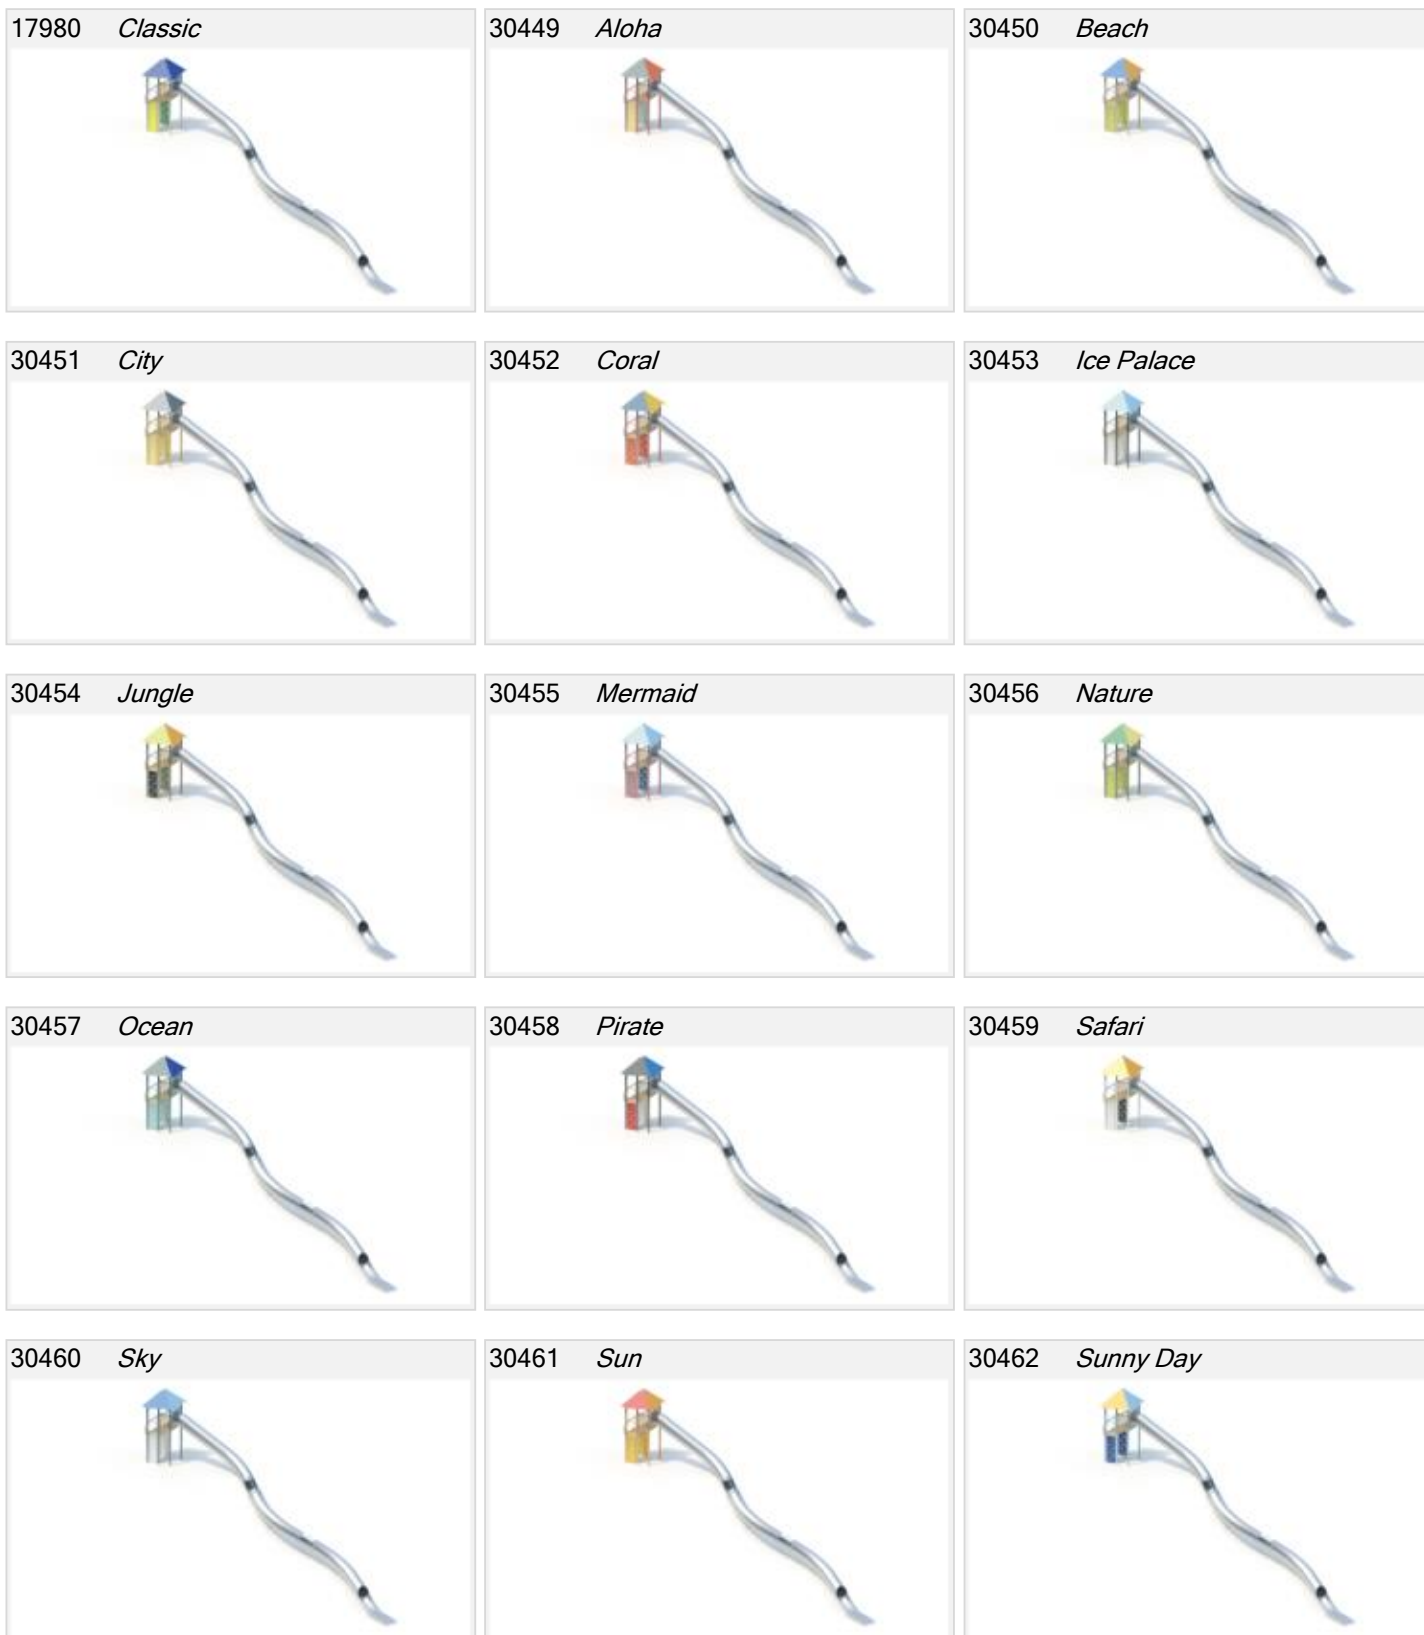 17980 Classic
30449 Aloha
30450 Beach
30451 City
30452 Coral
30453 Ice Palace
30454 Jungle
30455 Mermaid
30456 Nature
30457 Ocean
30458 Pirate
30459 Safari
30460 Sky
30461 Sun
30462 Sunny Day